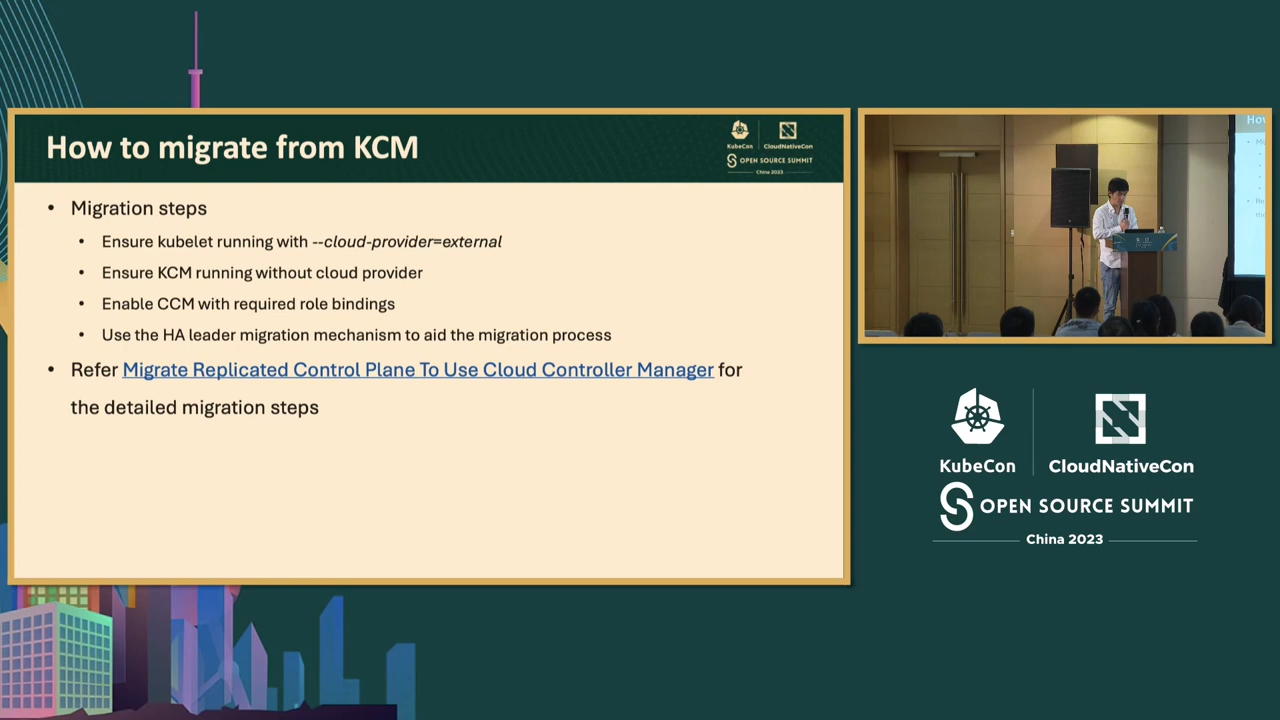 How to migrate from KCM
KubeCon
CloudNativeCon
OPEN SOURCE SUMMIT
China 2023
• Migration steps
• Ensure kubelet running with --cloud-provider=external
• Ensure KCM running without cloud provider
• Enable CCM with required role bindings
• Use the HA leader migration mechanism to aid the migration process
• Refer Migrate Replicated Control Plane To Use Cloud Controller Manager for
the detailed migration steps
How
KubeCon
CloudNativeCon
OPEN SOURCE SUMMIT
China 2023